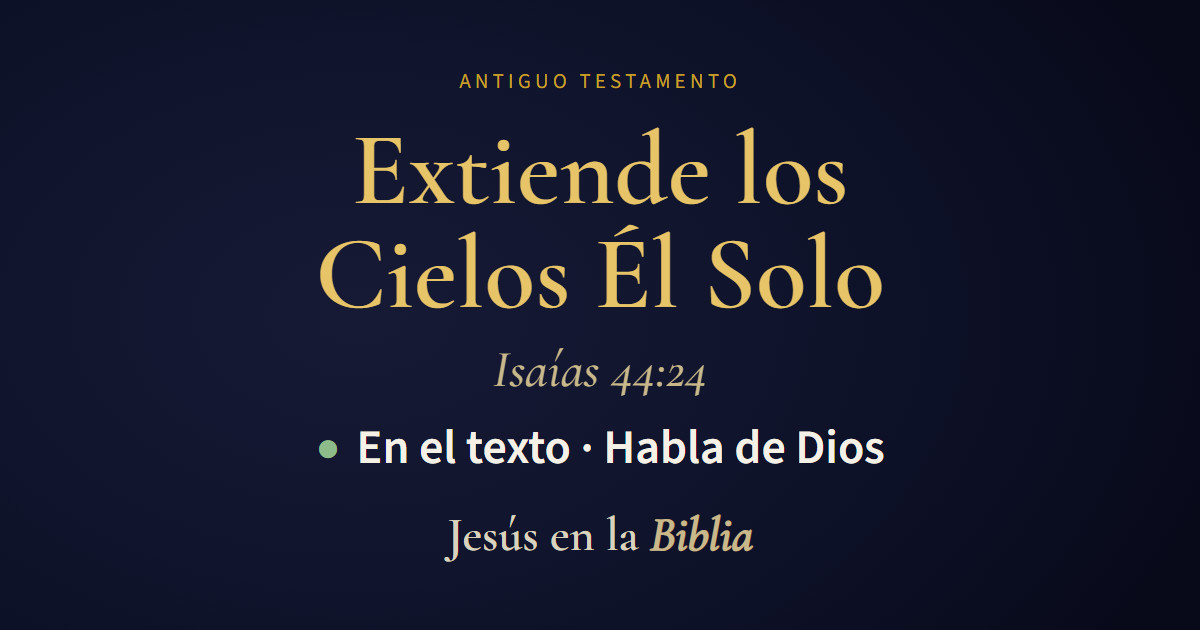 ANTIGUO TESTAMENTO
Extiende los
Cielos Él Solo
Isaías 44:24
En el texto · Habla de Dios
Jesús en la Biblia